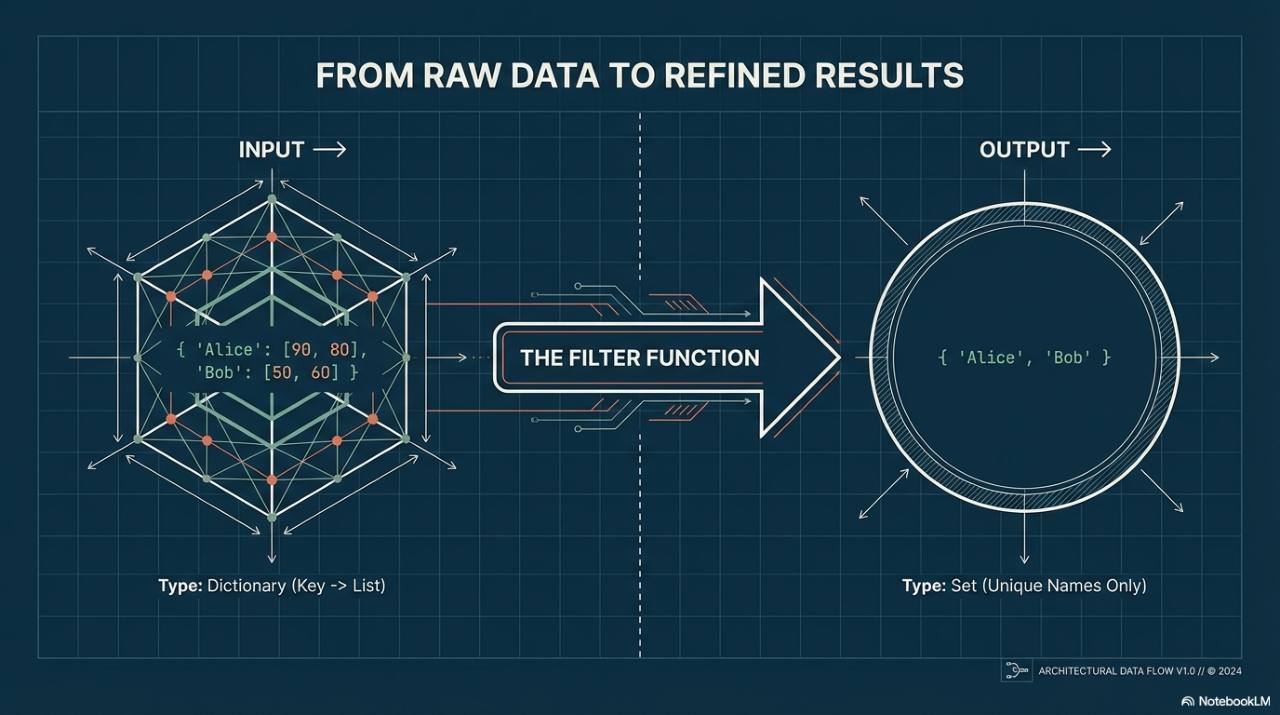 FROM RAW DATA TO REFINED RESULTS
INPUT
{ 'Alice': [90, 80],
'Bob': [50, 60] }
Type: Dictionary (Key -> List)
THE FILTER FUNCTION
OUTPUT
{ 'Alice', 'Bob' }
Type: Set (Unique Names Only)
ARCHITECTURAL DATA FLOW V1.0 // © 2024
NotebookLM